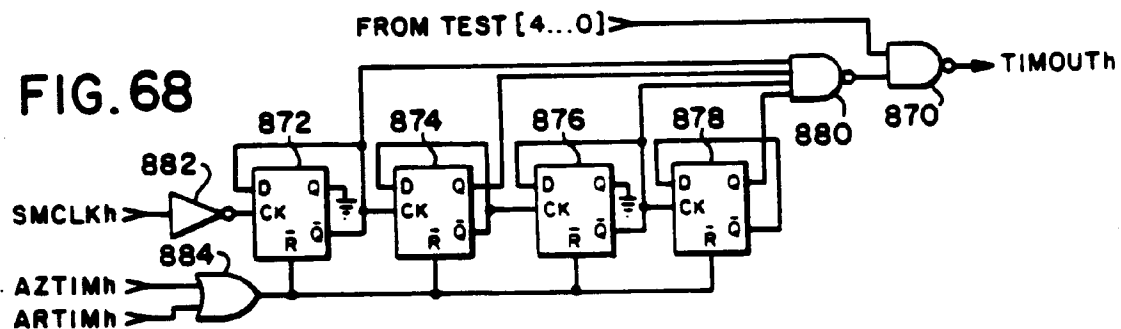 FROM TEST [4...0]
TIMOUTh
FIG. 68
870
880
872
874
876
878
882
D Q
D Q
D Q
D Q
SMCLKh
CK
CK
CK
CK
R̅ Q̅
R̅ Q̅
R̅ Q̅
R̅ Q̅
884
AZTIMh
ARTIMh